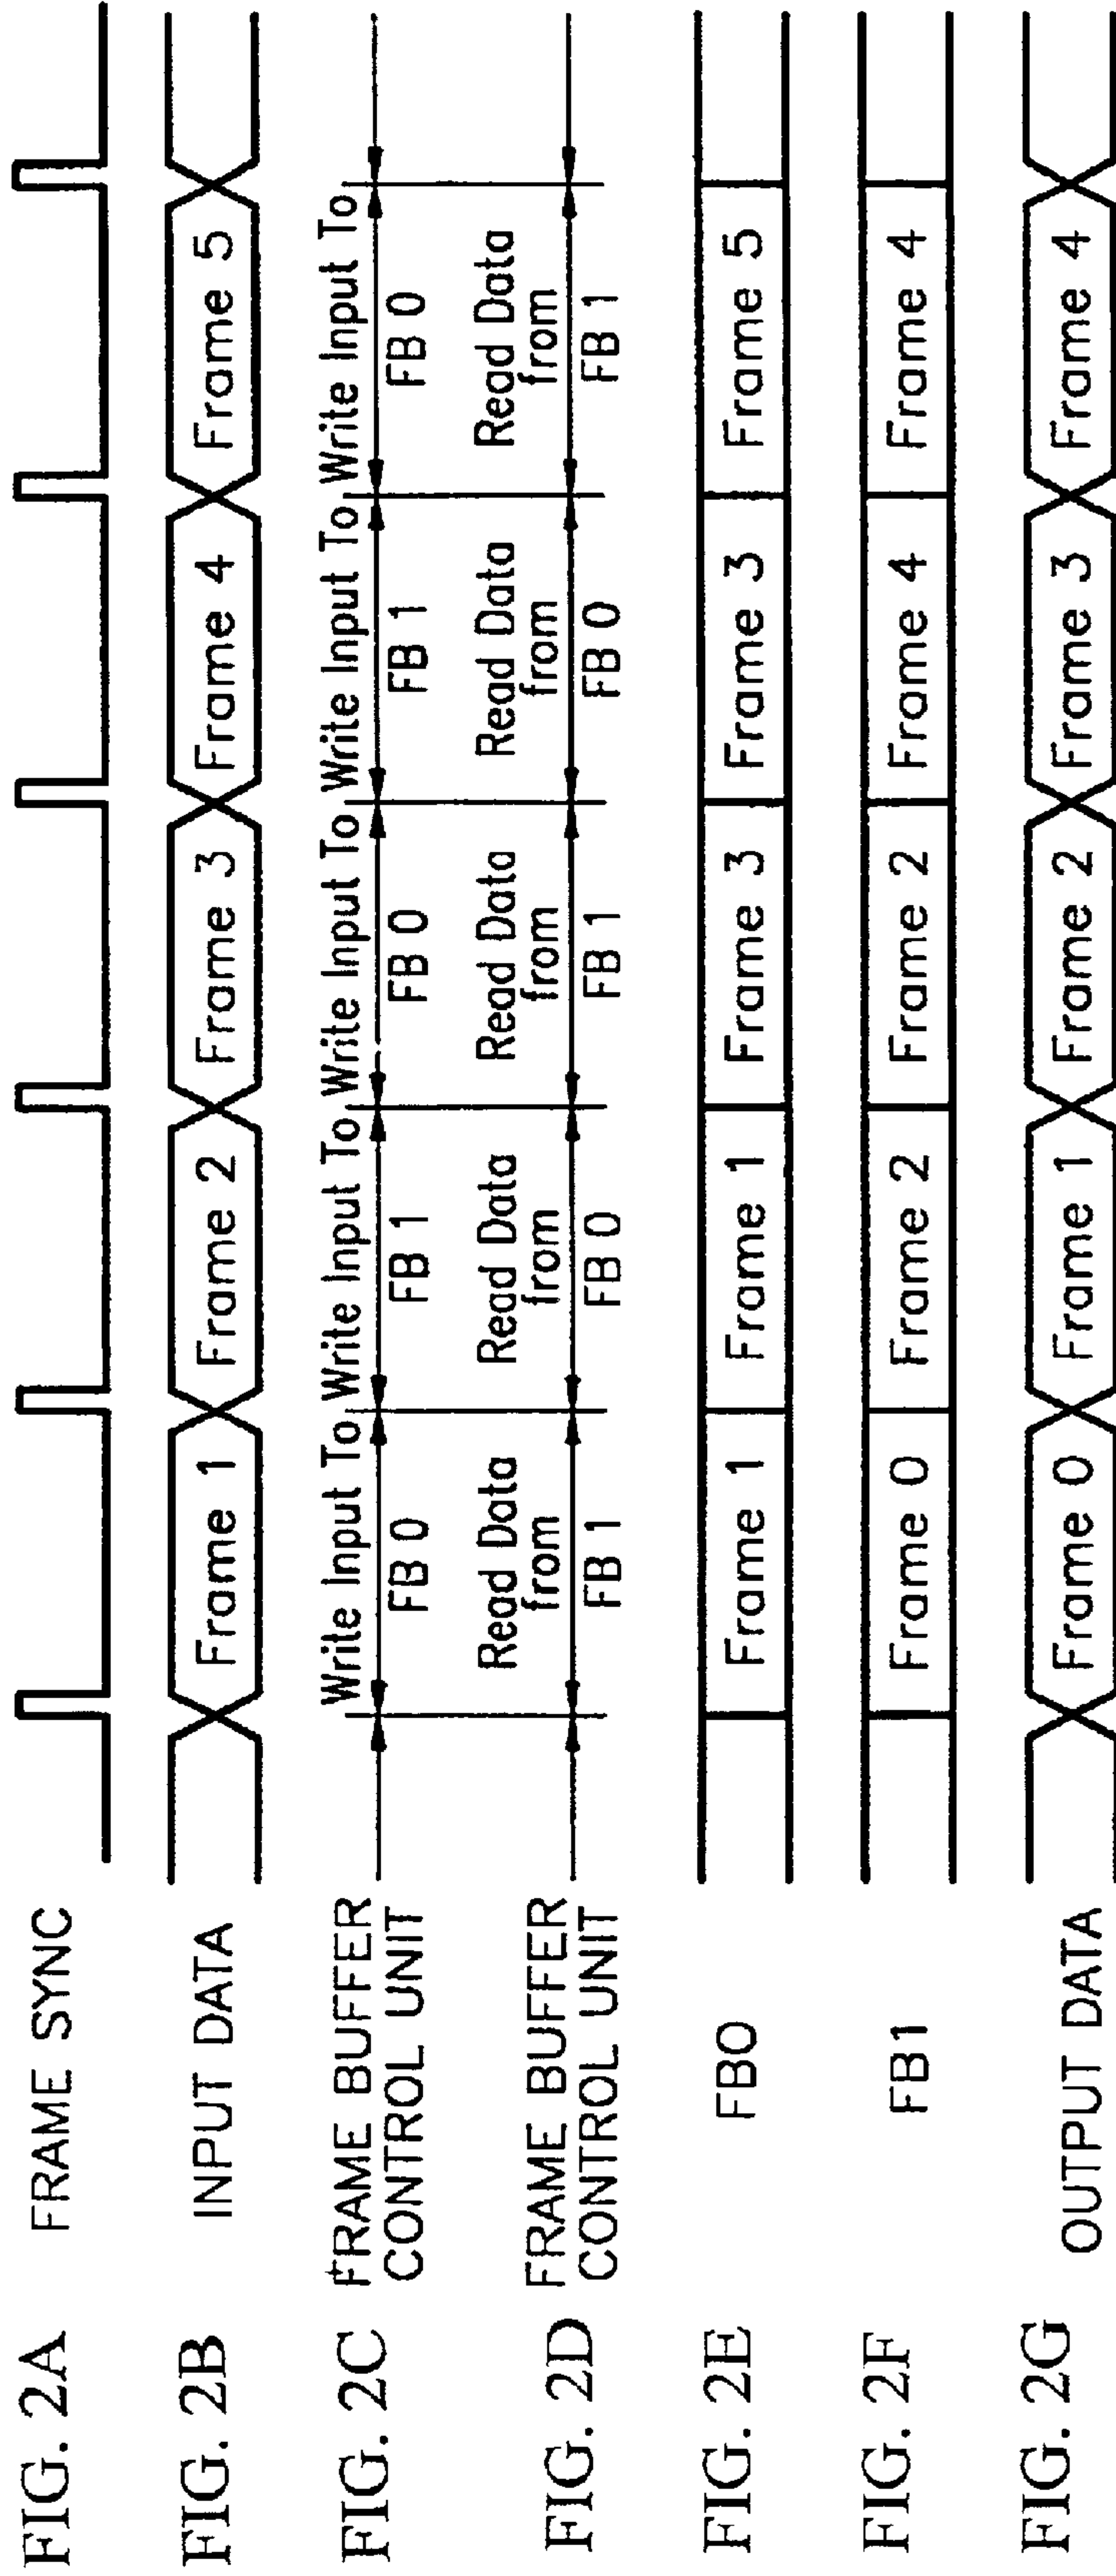 FIG. 2A FRAME SYNC
FIG. 2B INPUT DATA Frame 1 Frame 2 Frame 3 Frame 4 Frame 5
FIG. 2C FRAME BUFFER
CONTROL UNIT
Write Input To Write Input To Write Input To Write Input To Write Input To
FB 0 FB 1 FB 0 FB 1 FB 0
FIG. 2D FRAME BUFFER
CONTROL UNIT
Read Data Read Data Read Data Read Data Read Data
from from from from from
FB 1 FB 0 FB 1 FB 0 FB 1
FIG. 2E FB0 Frame 1 Frame 1 Frame 3 Frame 3 Frame 5
FIG. 2F FB1 Frame 0 Frame 2 Frame 2 Frame 4 Frame 4
FIG. 2G OUTPUT DATA Frame 0 Frame 1 Frame 2 Frame 3 Frame 4